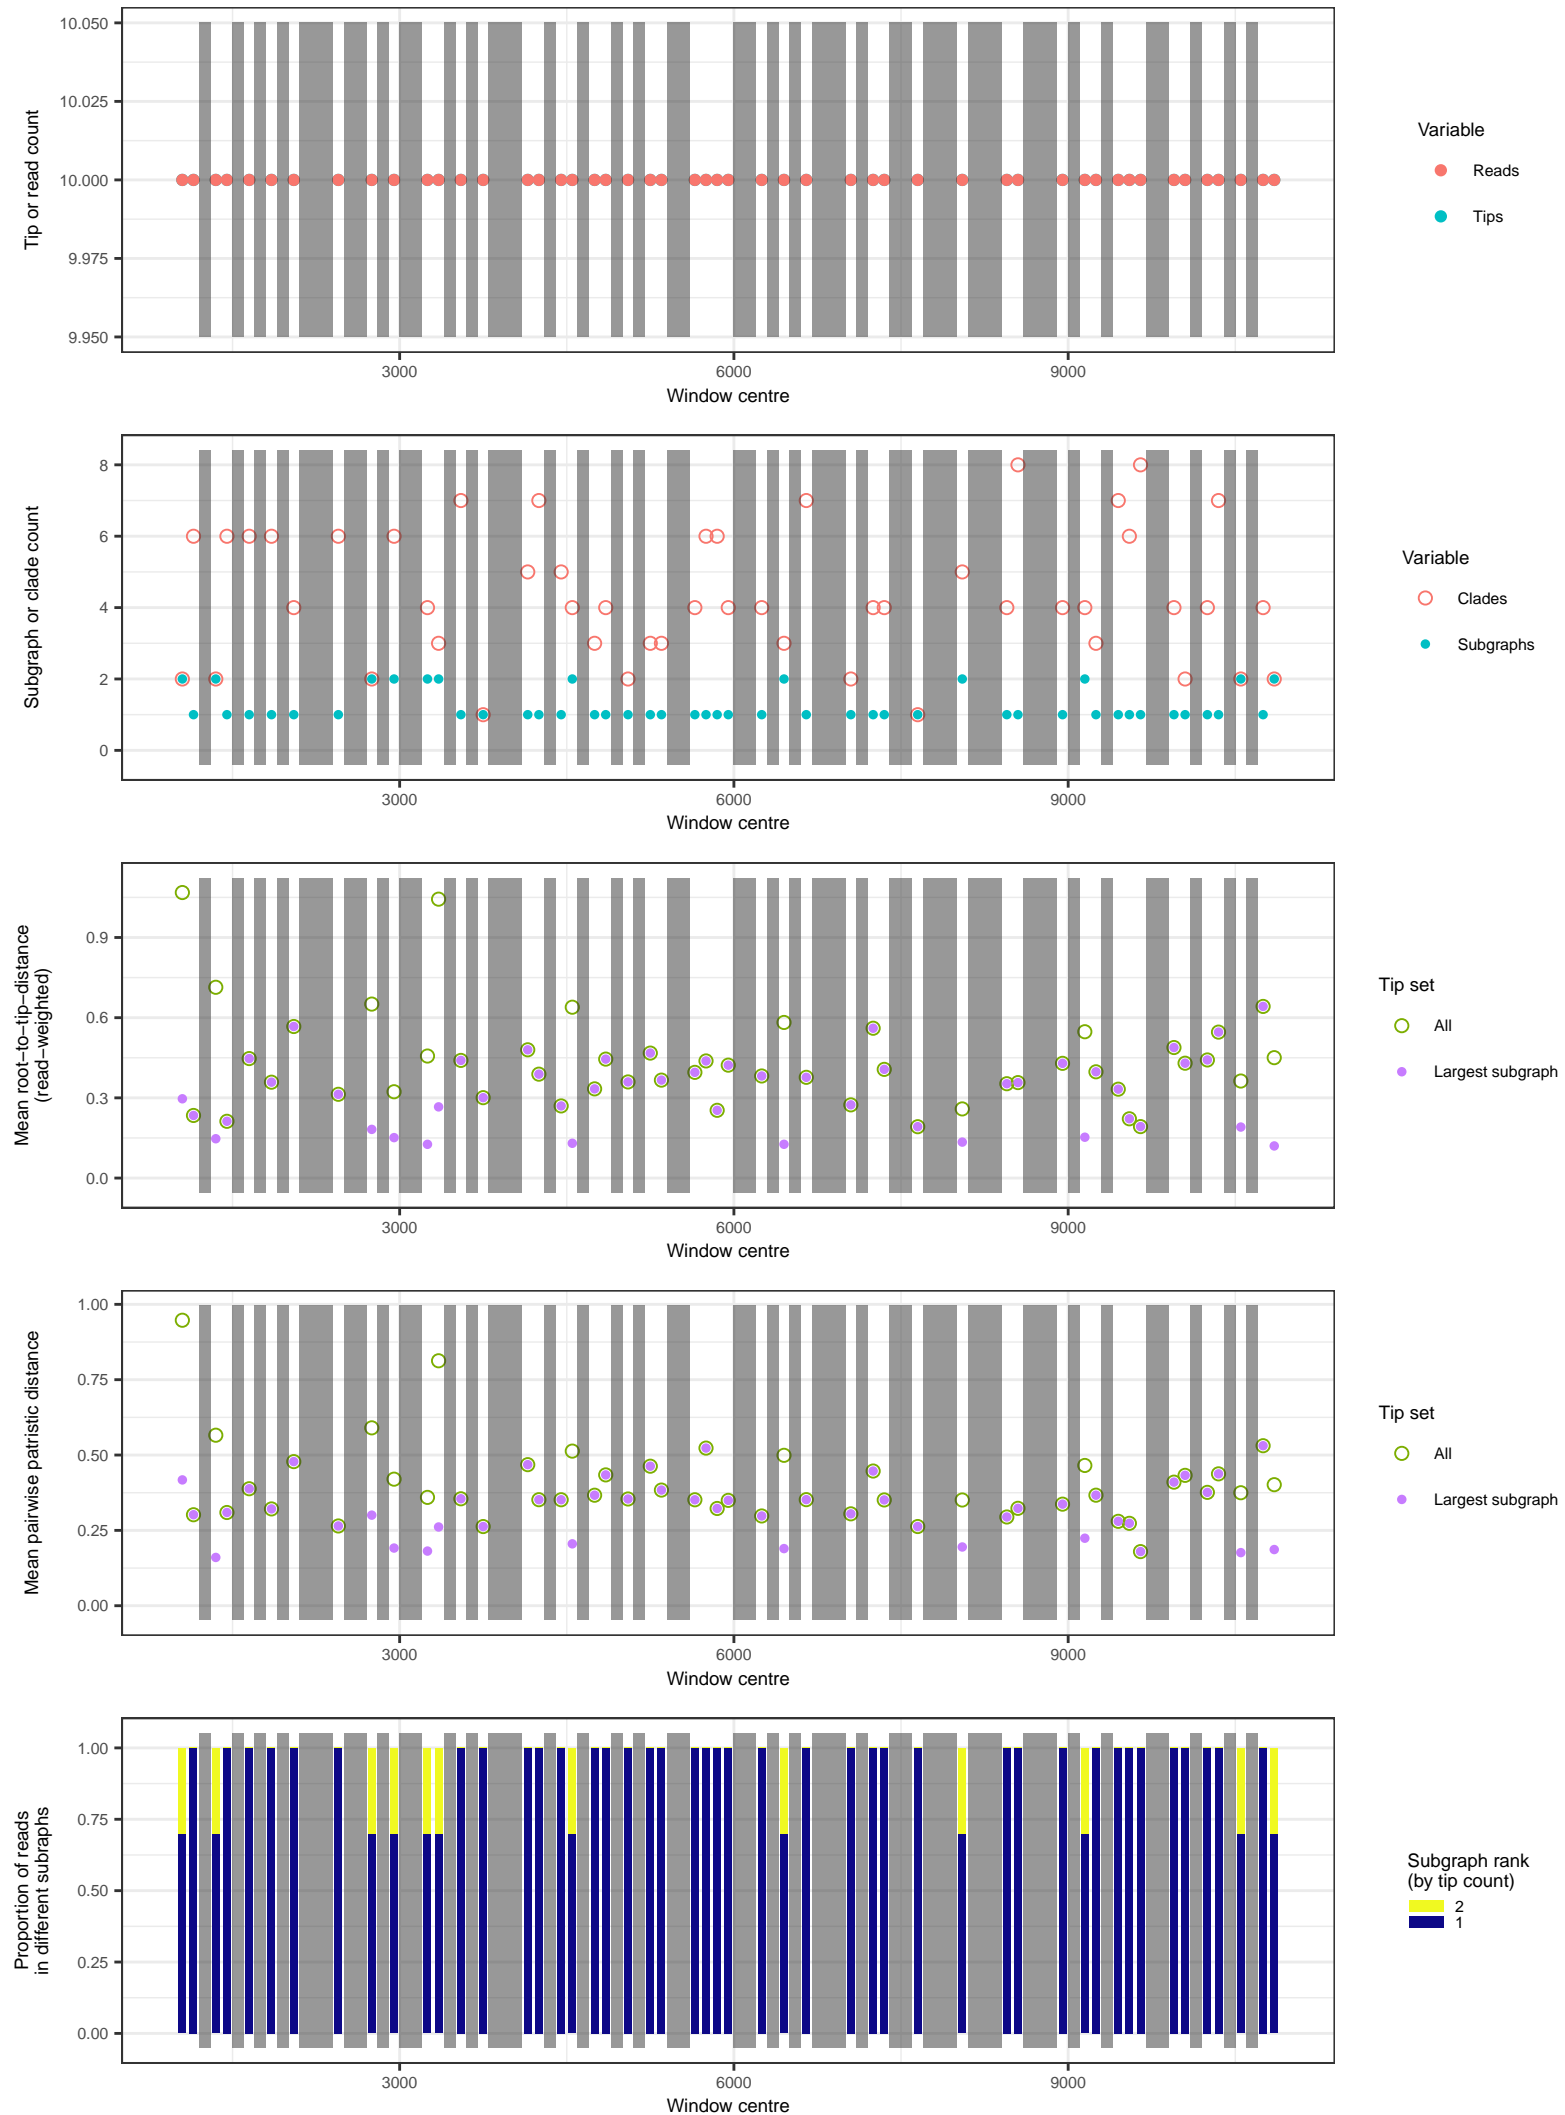 10.050
10.025
10.000
9.975
9.950
Tip or read count
3000
6000
9000
Window centre
Variable
Reads
Tips
8
6
4
2
0
Subgraph or clade count
3000
6000
9000
Window centre
Variable
Clades
Subgraphs
0.9
0.6
0.3
0.0
Mean root−to−tip−distance
(read−weighted)
3000
6000
9000
Window centre
Tip set
All
Largest subgraph
1.00
0.75
0.50
0.25
0.00
Mean pairwise patristic distance
3000
6000
9000
Window centre
Tip set
All
Largest subgraph
1.00
0.75
0.50
0.25
0.00
Proportion of reads
in different subraphs
3000
6000
9000
Window centre
Subgraph rank
(by tip count)
2
1